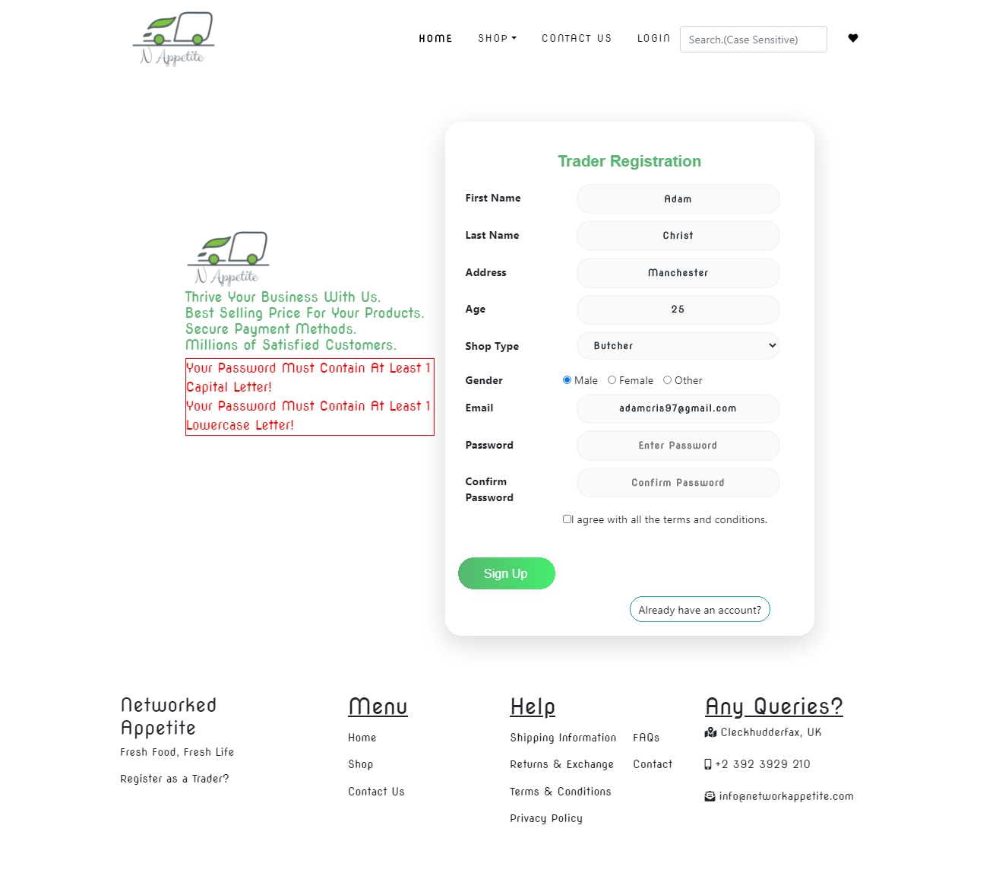 N Appetite
HOME SHOP CONTACT US LOGIN Search.(Case Sensitive)
Trader Registration
First Name Adam
Last Name Christ
Address Manchester
Age 25
Shop Type Butcher
Gender Male Female Other
Email adamcris97@gmail.com
Password Enter Password
Confirm Password Confirm Password
I agree with all the terms and conditions.
Sign Up
Already have an account?
N Appetite
Thrive Your Business With Us.
Best Selling Price For Your Products.
Secure Payment Methods.
Millions of Satisfied Customers.
Your Password Must Contain At Least 1
Capital Letter!
Your Password Must Contain At Least 1
Lowercase Letter!
Networked
Appetite
Fresh Food, Fresh Life
Register as a Trader?
Menu
Home
Shop
Contact Us
Help
Shipping Information
Returns & Exchange
Terms & Conditions
Privacy Policy
FAQs
Contact
Any Queries?
Cleckhudderfax, UK
+2 392 3929 210
info@networkappetite.com